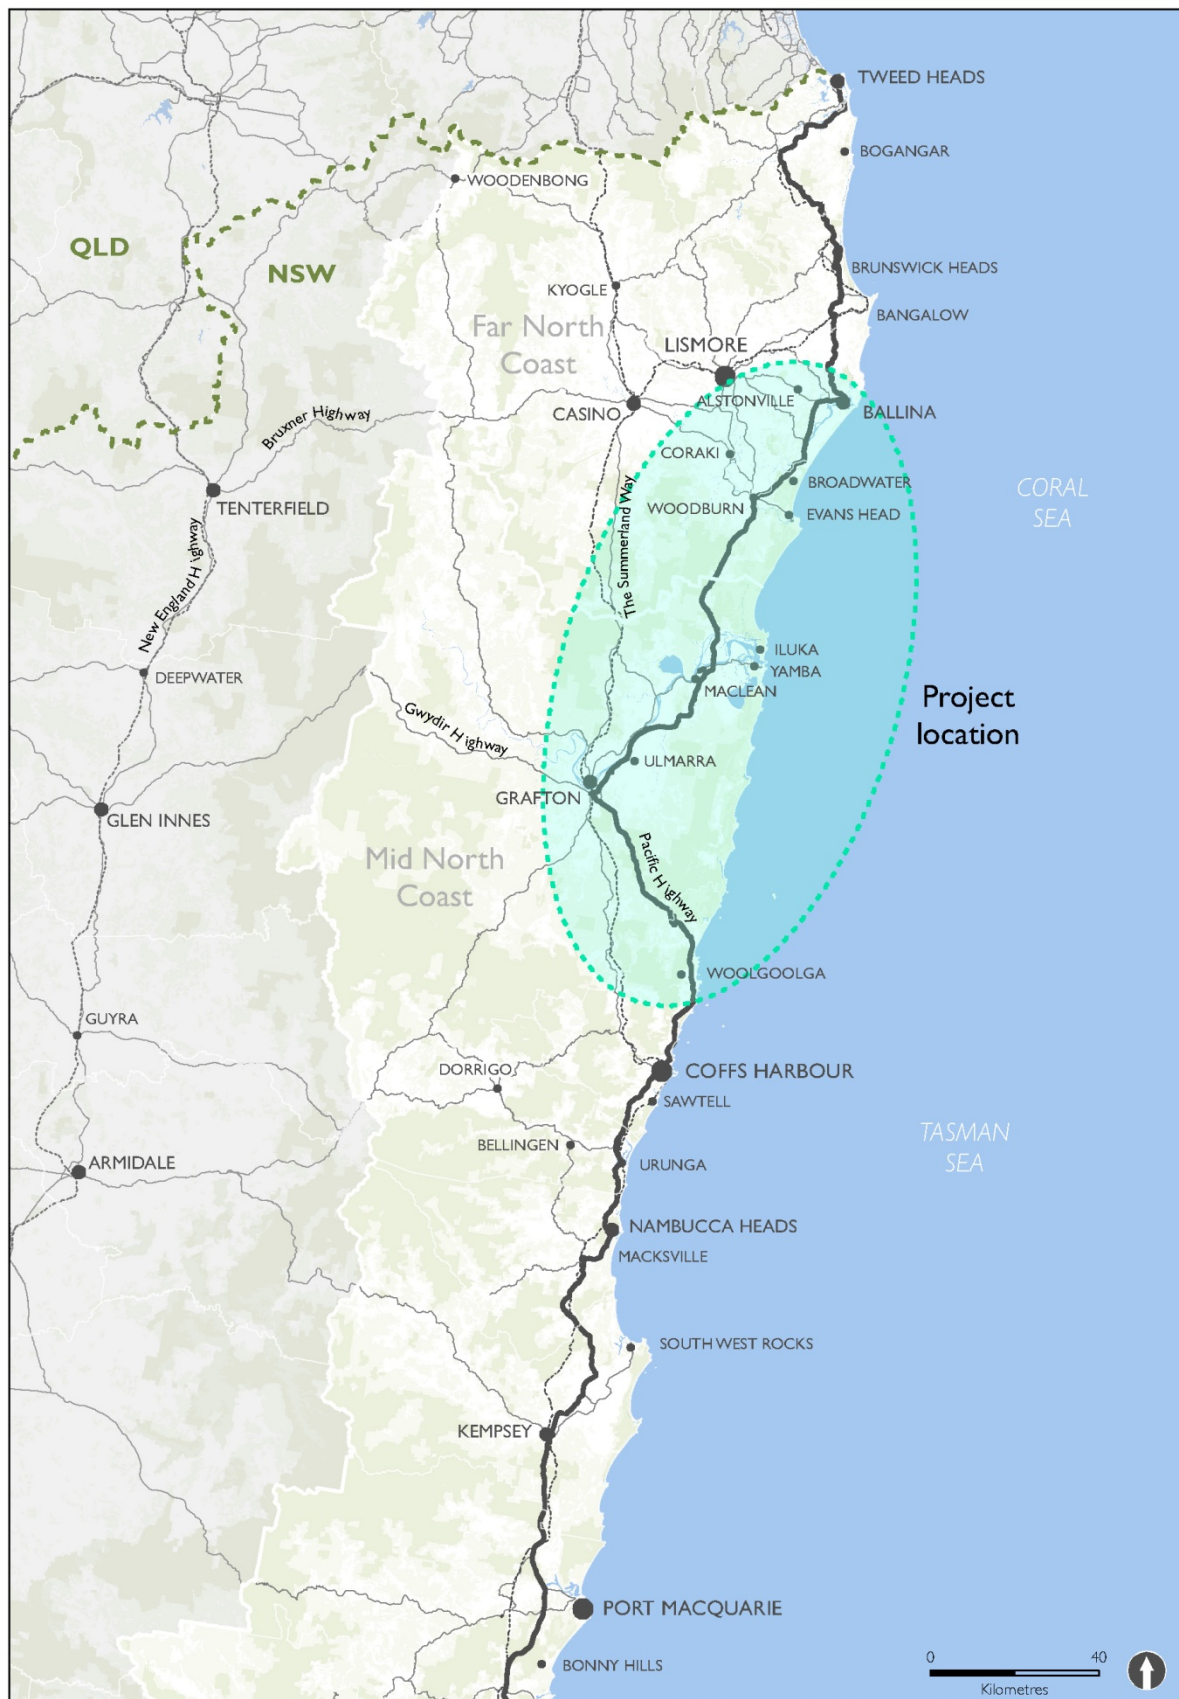 TWEED HEADS
BOGANGAR
WOODENBONG
QLD
NSW
BRUNSWICK HEADS
KYOGLE
BANGALOW
Far North
Coast
LISMORE
ALSTONVILLE
CASINO
BALLINA
Bruxner Highway
CORAKI
BROADWATER
CORAL
SEA
TENTERFIELD
WOODBURN
EVANS HEAD
The Summerland Way
New England Highway
ILUKA
YAMBA
DEEPWATER
MACLEAN
Project
location
Gwydir Highway
ULMARRA
GRAFTON
GLEN INNES
Mid North
Coast
Pacific Highway
WOOLGOOLGA
GUYRA
DORRIGO
COFFS HARBOUR
SAWTELL
TASMAN
SEA
BELLINGEN
ARMIDALE
URUNGA
NAMBUCCA HEADS
MACKSVILLE
SOUTH WEST ROCKS
KEMPSEY
PORT MACQUARIE
BONNY HILLS
0 40
Kilometres